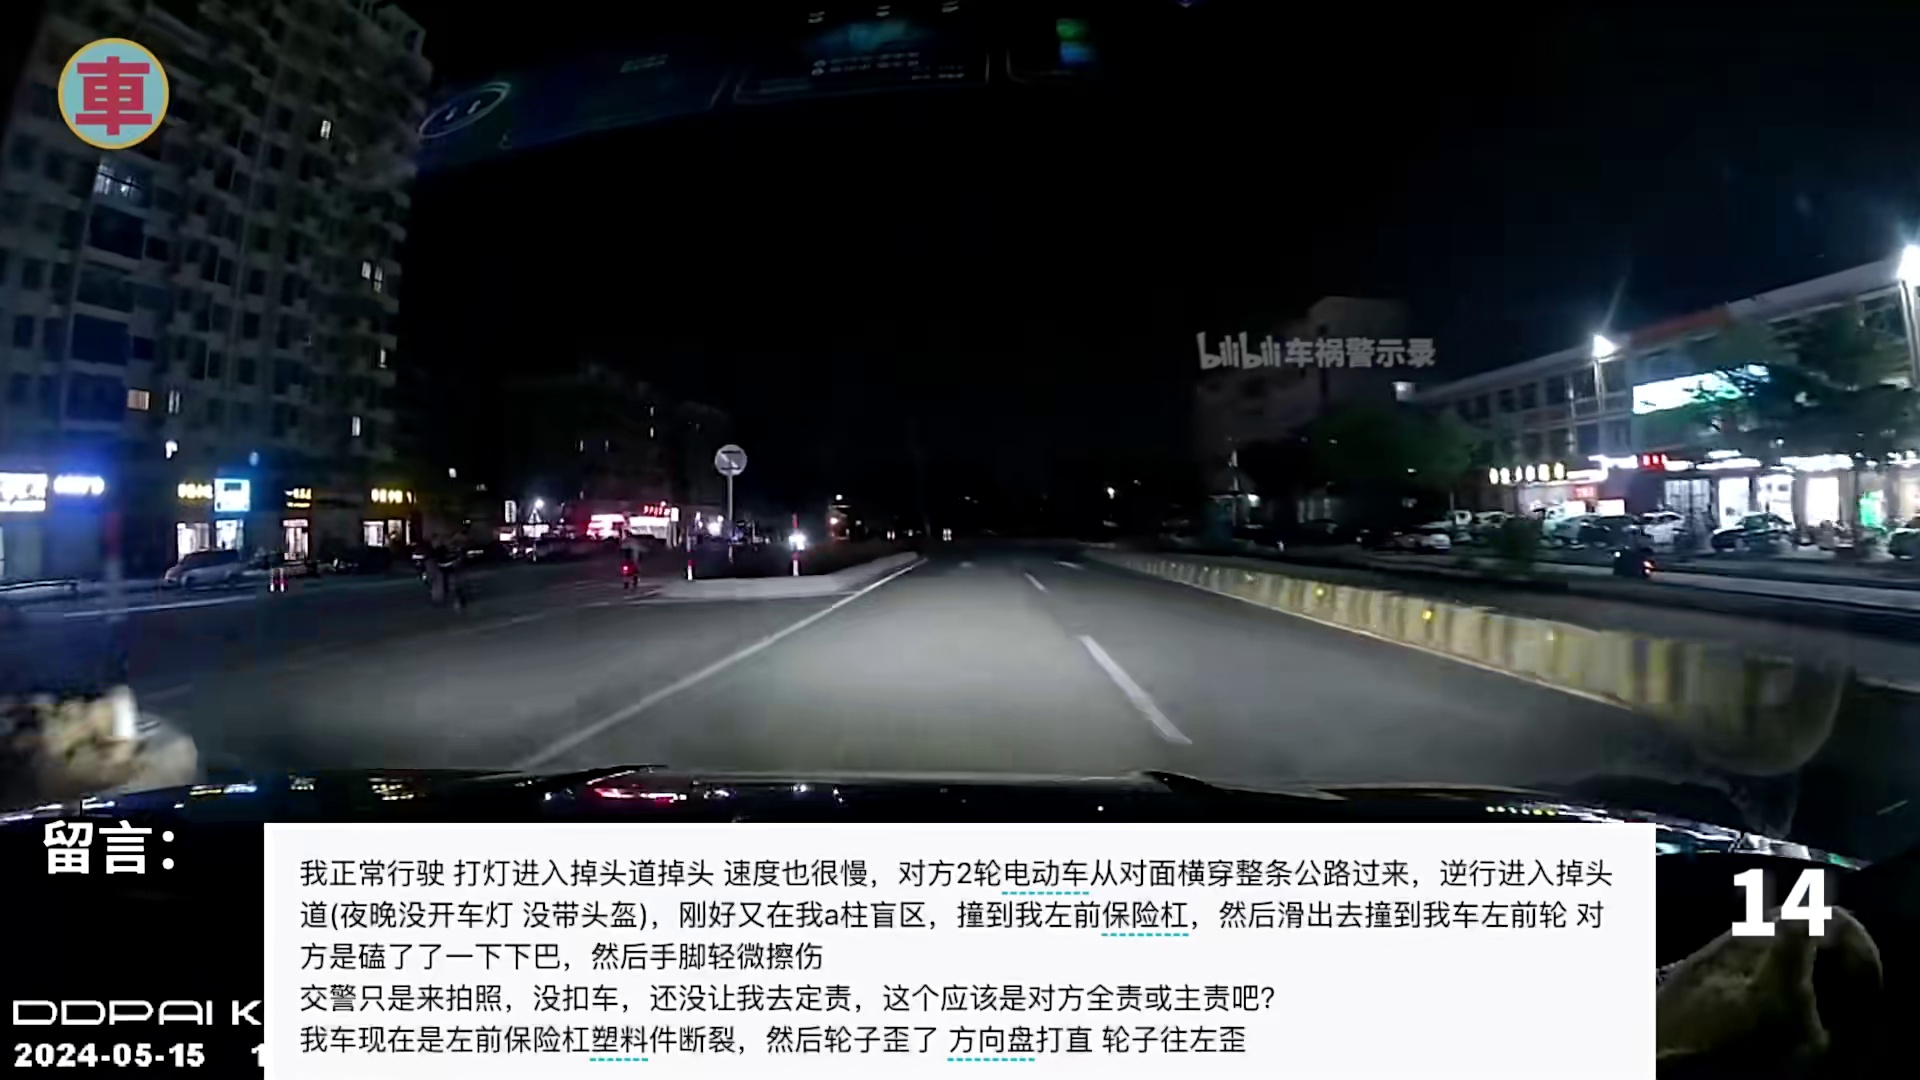 車
bilibili 车祸警示录
留言：
我正常行驶 打灯进入掉头道掉头 速度也很慢，对方2轮电动车从对面横穿整条公路过来，逆行进入掉头
道(夜晚没开车灯 没带头盔)，刚好又在我a柱盲区，撞到我左前保险杠，然后滑出去撞到我车左前轮 对
方是磕了了一下下巴，然后手脚轻微擦伤
交警只是来拍照，没扣车，还没让我去定责，这个应该是对方全责或主责吧？
我车现在是左前保险杠塑料件断裂，然后轮子歪了 方向盘打直 轮子往左歪
14
DDPAI K
2024-05-15 1